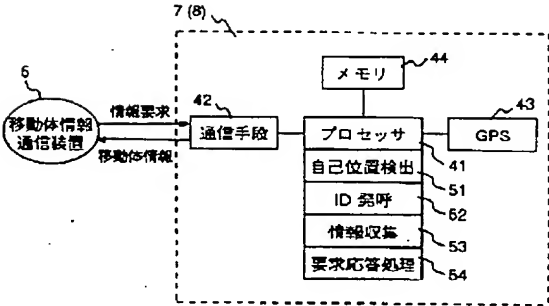 7 (8)
6
移動体情報
通信装置
情報要求
移動体情報
42
通信手段
メモリ
44
プロセッサ
41
43
GPS
自己位置検出
51
ID 発呼
52
情報収集
53
要求応答処理
54